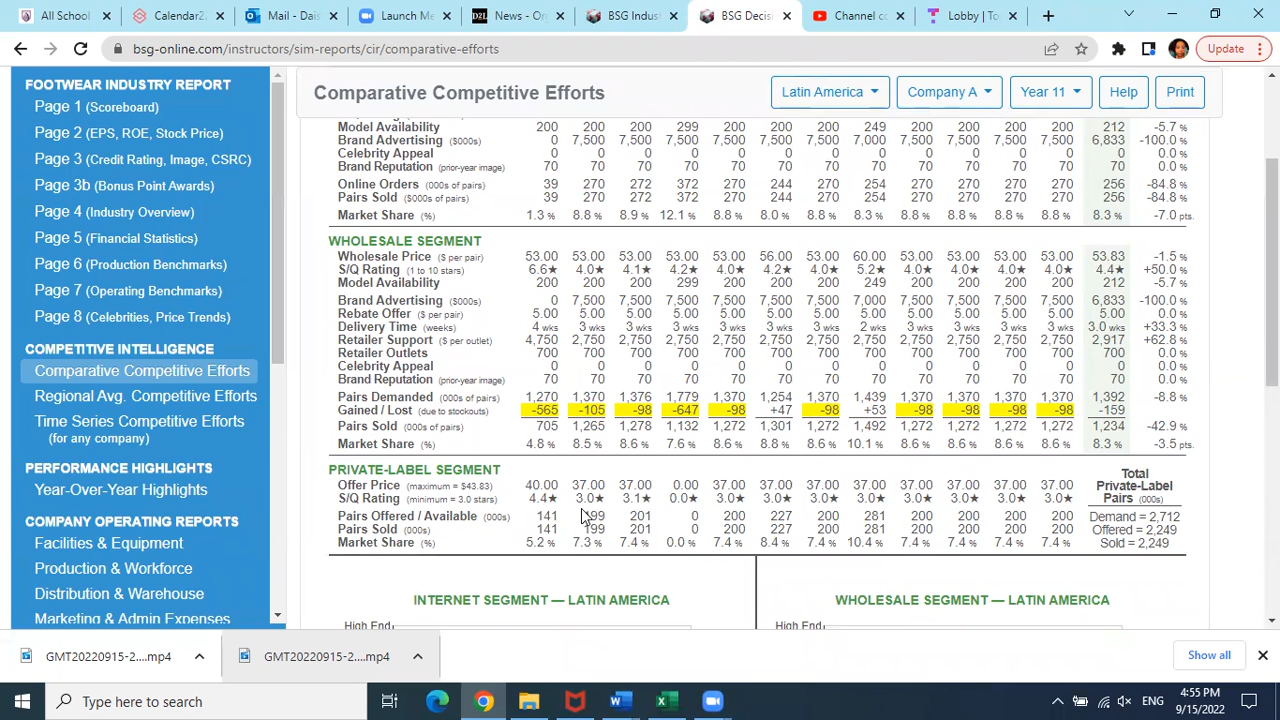 All School
Calendar2:
Mail - Dais
Launch Me
D2L
News - Or
BSG Indus
BSG Decisi
Channel co
Lobby | To
bsg-online.com/instructors/sim-reports/cir/comparative-efforts
Update
FOOTWEAR INDUSTRY REPORT
Page 1 (Scoreboard)
Page 2 (EPS, ROE, Stock Price)
Page 3 (Credit Rating, Image, CSRC)
Page 3b (Bonus Point Awards)
Page 4 (Industry Overview)
Page 5 (Financial Statistics)
Page 6 (Production Benchmarks)
Page 7 (Operating Benchmarks)
Page 8 (Celebrities, Price Trends)
COMPETITIVE INTELLIGENCE
Comparative Competitive Efforts
Regional Avg. Competitive Efforts
Time Series Competitive Efforts
(for any company)
PERFORMANCE HIGHLIGHTS
Year-Over-Year Highlights
COMPANY OPERATING REPORTS
Facilities & Equipment
Production & Workforce
Distribution & Warehouse
Marketing & Admin Expenses
Comparative Competitive Efforts
Latin America
Company A
Year 11
Help
Print
Model Availability 200 200 200 299 200 200 200 249 200 200 200 200 212 -5.7 %
Brand Advertising ($000s) 0 7,500 7,500 7,500 7,500 7,500 7,500 7,000 7,500 7,500 7,500 7,500 6,833 -100.0 %
Celebrity Appeal 0 0 0 0 0 0 0 0 0 0 0 0 0 0.0 %
Brand Reputation (prior-year image) 70 70 70 70 70 70 70 70 70 70 70 70 70 0.0 %
Online Orders (000s of pairs) 39 270 272 372 270 244 270 254 270 270 270 270 256 -84.8 %
Pairs Sold ($000s of pairs) 39 270 272 372 270 244 270 254 270 270 270 270 256 -84.8 %
Market Share (%) 1.3 % 8.8 % 8.9 % 12.1 % 8.8 % 8.0 % 8.8 % 8.3 % 8.8 % 8.8 % 8.8 % 8.8 % 8.3 % -7.0 pts.
WHOLESALE SEGMENT
Wholesale Price ($ per pair) 53.00 53.00 53.00 53.00 53.00 56.00 53.00 60.00 53.00 53.00 53.00 53.00 53.83 -1.5 %
S/Q Rating (1 to 10 stars) 6.6★ 4.0★ 4.1★ 4.2★ 4.0★ 4.2★ 4.0★ 5.2★ 4.0★ 4.0★ 4.0★ 4.0★ 4.4★ +50.0 %
Model Availability 200 200 200 299 200 200 200 249 200 200 200 200 212 -5.7 %
Brand Advertising ($000s) 0 7,500 7,500 7,500 7,500 7,500 7,500 7,000 7,500 7,500 7,500 7,500 6,833 -100.0 %
Rebate Offer ($ per pair) 5.00 5.00 5.00 5.00 5.00 5.00 5.00 5.00 5.00 5.00 5.00 5.00 5.00 0.0 %
Delivery Time (weeks) 4 wks 3 wks 3 wks 3 wks 3 wks 3 wks 3 wks 2 wks 3 wks 3 wks 3 wks 3 wks 3.0 wks +33.3 %
Retailer Support ($ per outlet) 4,750 2,750 2,750 2,750 2,750 2,750 2,750 2,750 2,750 2,750 2,750 2,750 2,917 +62.8 %
Retailer Outlets 700 700 700 700 700 700 700 700 700 700 700 700 700 0.0 %
Celebrity Appeal 0 0 0 0 0 0 0 0 0 0 0 0 0 0.0 %
Brand Reputation (prior-year image) 70 70 70 70 70 70 70 70 70 70 70 70 70 0.0 %
Pairs Demanded (000s of pairs) 1,270 1,370 1,376 1,779 1,370 1,254 1,370 1,439 1,370 1,370 1,370 1,370 1,392 -8.8 %
Gained / Lost (due to stockouts) -565 -105 -98 -647 -98 +47 -98 +53 -98 -98 -98 -98 -159
Pairs Sold (000s of pairs) 705 1,265 1,278 1,132 1,272 1,301 1,272 1,492 1,272 1,272 1,272 1,272 1,234 -42.9 %
Market Share (%) 4.8 % 8.5 % 8.6 % 7.6 % 8.6 % 8.8 % 8.6 % 10.1 % 8.6 % 8.6 % 8.6 % 8.6 % 8.3 % -3.5 pts.
PRIVATE-LABEL SEGMENT
Total
Private-Label
Pairs (000s)
Offer Price (maximum = $43.83) 40.00 37.00 37.00 0.00 37.00 37.00 37.00 37.00 37.00 37.00 37.00 37.00
S/Q Rating (minimum = 3.0 stars) 4.4★ 3.0★ 3.1★ 0.0★ 3.0★ 3.0★ 3.0★ 3.0★ 3.0★ 3.0★ 3.0★ 3.0★
Pairs Offered / Available (000s) 141 199 201 0 200 227 200 281 200 200 200 200 Demand = 2,712
Pairs Sold (000s) 141 199 201 0 200 227 200 281 200 200 200 200 Offered = 2,249
Market Share (%) 5.2 % 7.3 % 7.4 % 0.0 % 7.4 % 8.4 % 7.4 % 10.4 % 7.4 % 7.4 % 7.4 % 7.4 % Sold = 2,249
INTERNET SEGMENT — LATIN AMERICA
WHOLESALE SEGMENT — LATIN AMERICA
High End
High End
GMT20220915-2....mp4
GMT20220915-2....mp4
Show all
Type here to search
ENG
4:55 PM
9/15/2022